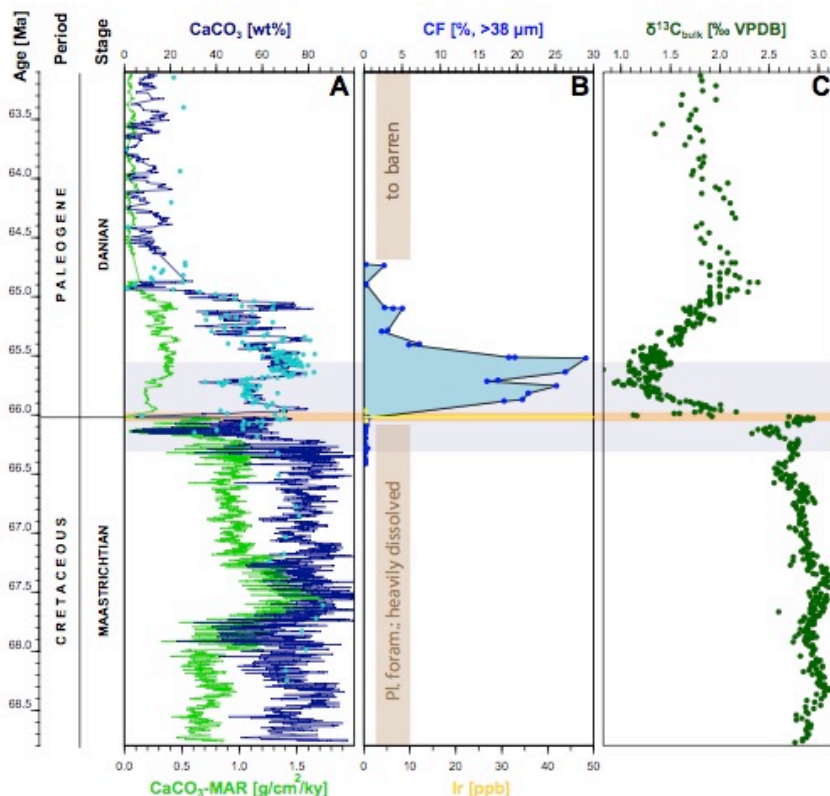 Age [Ma]
Period
Stage
CaCO₃ [wt%]
CF [%, >38 µm]
δ¹³C_bulk [‰ VPDB]
0 20 40 60 80
0 5 10 15 20 25 30
1.0 1.5 2.0 2.5 3.0
A
B
C
63.5
64.0
64.5
65.0
65.5
66.0
66.5
67.0
67.5
68.0
68.5
PALEOGENE
CRETACEOUS
DANIAN
MAASTRICHTIAN
to barren
Pl. foram.: heavily dissolved
0.0 0.5 1.0 1.5 2.0
0 10 20 30 40 50
CaCO₃-MAR [g/cm²/ky]
Ir [ppb]